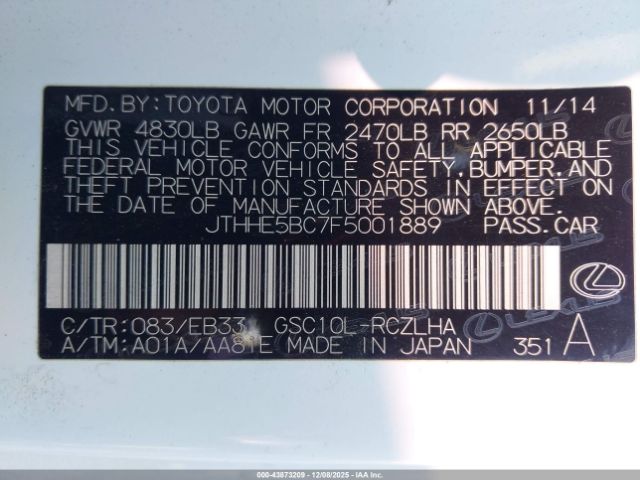 MFD. BY: TOYOTA MOTOR CORPORATION 11/14
GVWR 4830LB GAWR FR 2470LB RR 2650LB
THIS VEHICLE CONFORMS TO ALL APPLICABLE
FEDERAL MOTOR VEHICLE SAFETY, BUMPER, AND
THEFT PREVENTION STANDARDS IN EFFECT ON
THE DATE OF MANUFACTURE SHOWN ABOVE.
JTHHE5BC7F5001889 PASS.CAR
C/TR: 083/EB33 GSC10L-RCZLHA
A/TM: A01A/AA81E MADE IN JAPAN 351 A
LEXUS
000-43873209 - 12/08/2025 - IAA, Inc.